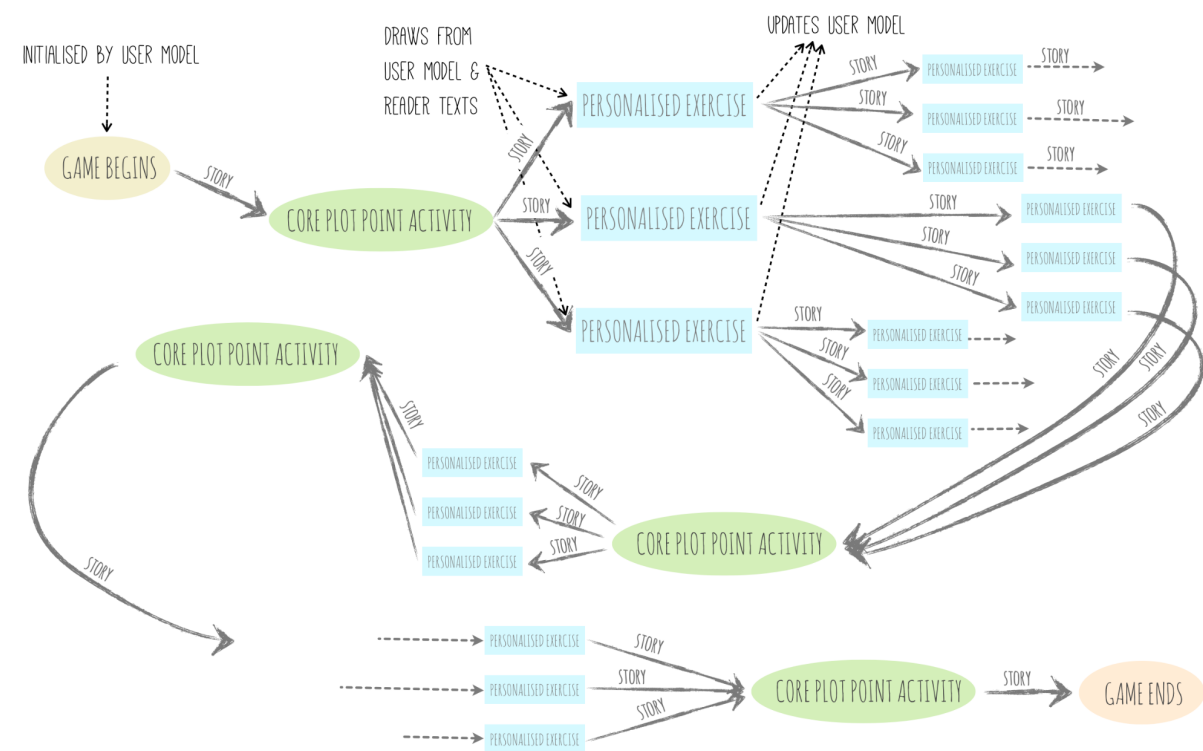 UPDATES USER MODEL
INITIALISED BY USER MODEL
DRAWS FROM
USER MODEL &
READER TEXTS
GAME BEGINS
STORY
CORE PLOT POINT ACTIVITY
STORY
STORY
STORY
PERSONALISED EXERCISE
PERSONALISED EXERCISE
PERSONALISED EXERCISE
STORY
STORY
STORY
PERSONALISED EXERCISE
STORY
PERSONALISED EXERCISE
STORY
PERSONALISED EXERCISE
STORY
STORY
STORY
STORY
PERSONALISED EXERCISE
PERSONALISED EXERCISE
PERSONALISED EXERCISE
STORY
STORY
STORY
PERSONALISED EXERCISE
PERSONALISED EXERCISE
PERSONALISED EXERCISE
STORY
STORY
STORY
CORE PLOT POINT ACTIVITY
STORY
STORY
STORY
PERSONALISED EXERCISE
PERSONALISED EXERCISE
PERSONALISED EXERCISE
STORY
CORE PLOT POINT ACTIVITY
STORY
PERSONALISED EXERCISE
PERSONALISED EXERCISE
PERSONALISED EXERCISE
STORY
STORY
STORY
CORE PLOT POINT ACTIVITY
STORY
GAME ENDS